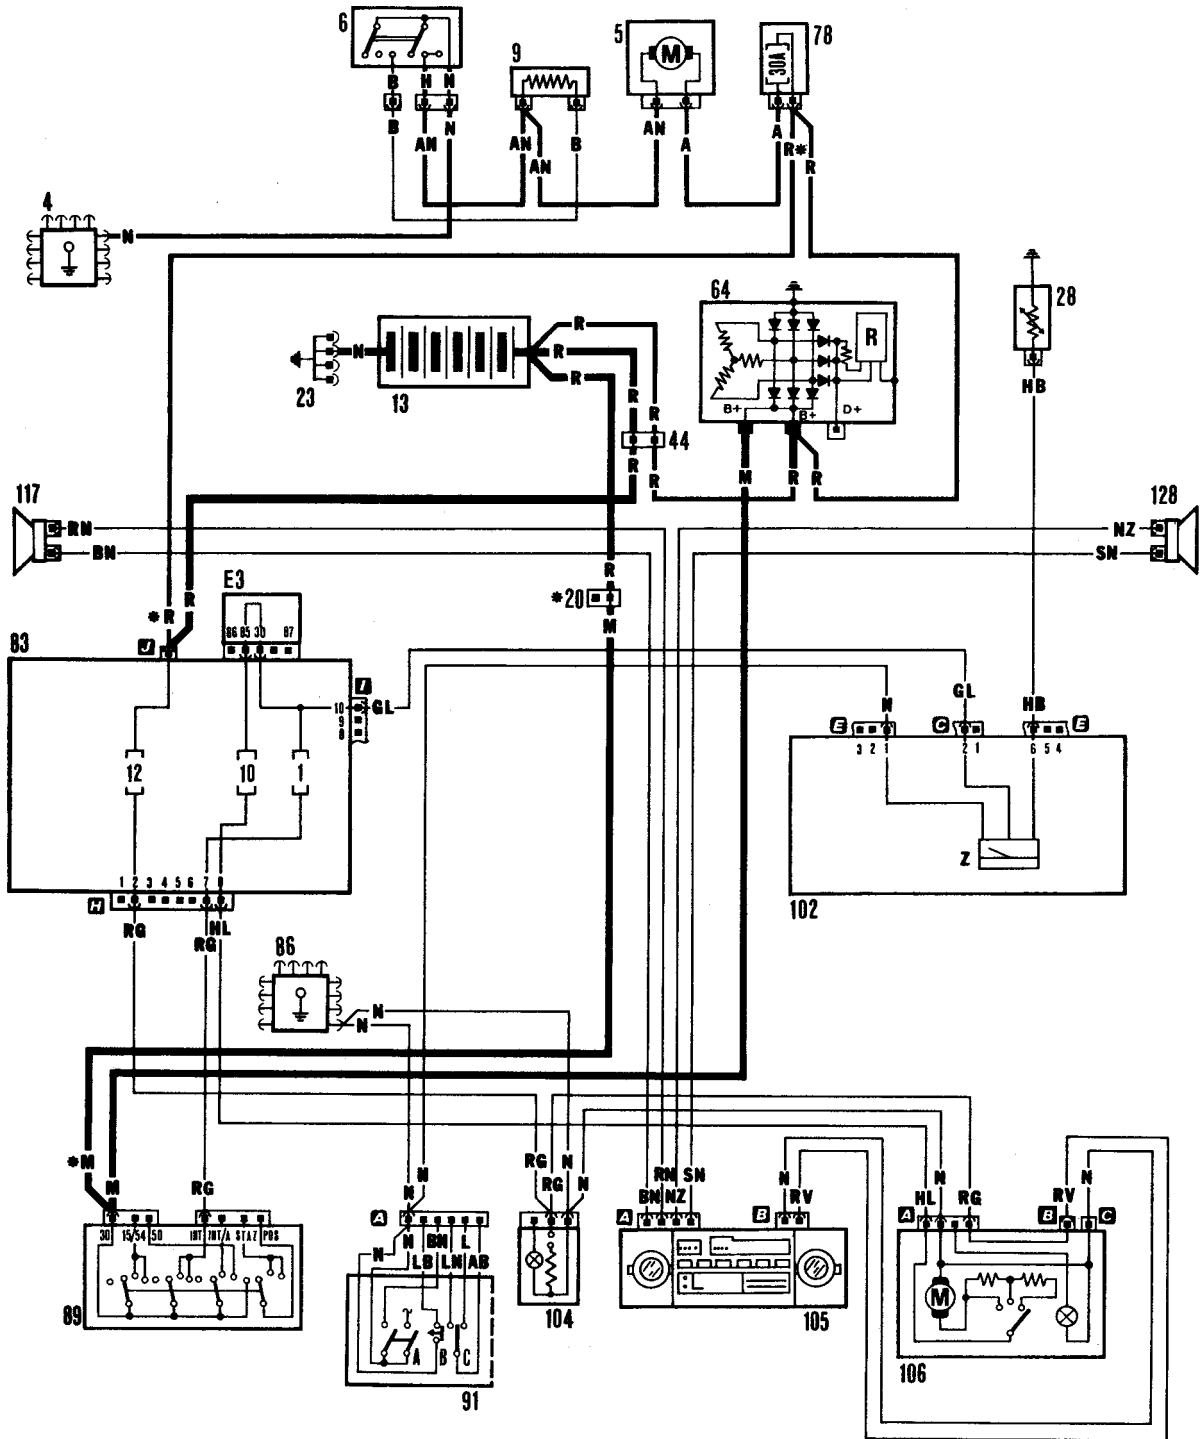 6
9
5
78
30A
M
B
H
N
B
AN
N
AN
AN
B
AN
A
A
R*
R
4
N
64
28
R
B+
B+
D+
HB
R
R
R
N
23
13
R
R
44
R
R
M
R
R
117
RN
BN
128
NZ
SN
R
*20
M
E3
86
85
30
87
*R
R
83
J
I
10
9
8
GL
12
10
1
1
2
3
4
5
6
7
8
H
RG
RG
HL
N
GL
HB
E
C
E
3
2
1
2
1
6
5
4
Z
102
86
N
N
*M
M
RG
30
15/54
50
INT
INT/A
STAZ
POS
89
N
N
A
N
N
BN
L
LB
LN
AB
A
B
C
91
RG
RG
N
N
104
BN
RN
NZ
SN
A
N
RV
B
105
HL
N
RG
A
RV
N
B
C
M
106